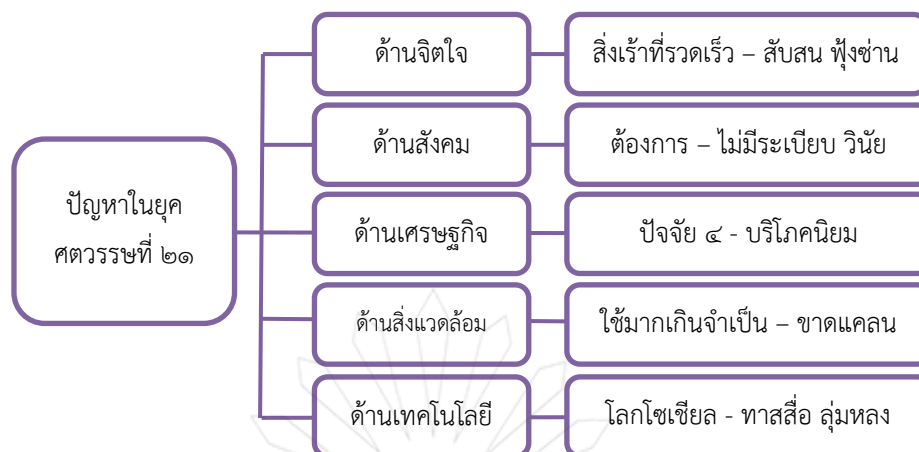 ปัญหาในยุค
ศตวรรษที่ ๒๑
ด้านจิตใจ
สิ่งเร้าที่รวดเร็ว – สับสน ฟุ้งซ่าน
ด้านสังคม
ต้องการ – ไม่มีระเบียบ วินัย
ด้านเศรษฐกิจ
ปัจจัย ๔ - บริโภคนิยม
ด้านสิ่งแวดล้อม
ใช้มากเกินจำเป็น – ขาดแคลน
ด้านเทคโนโลยี
โลกโซเชียล - ทาสสื่อ ลุ่มหลง